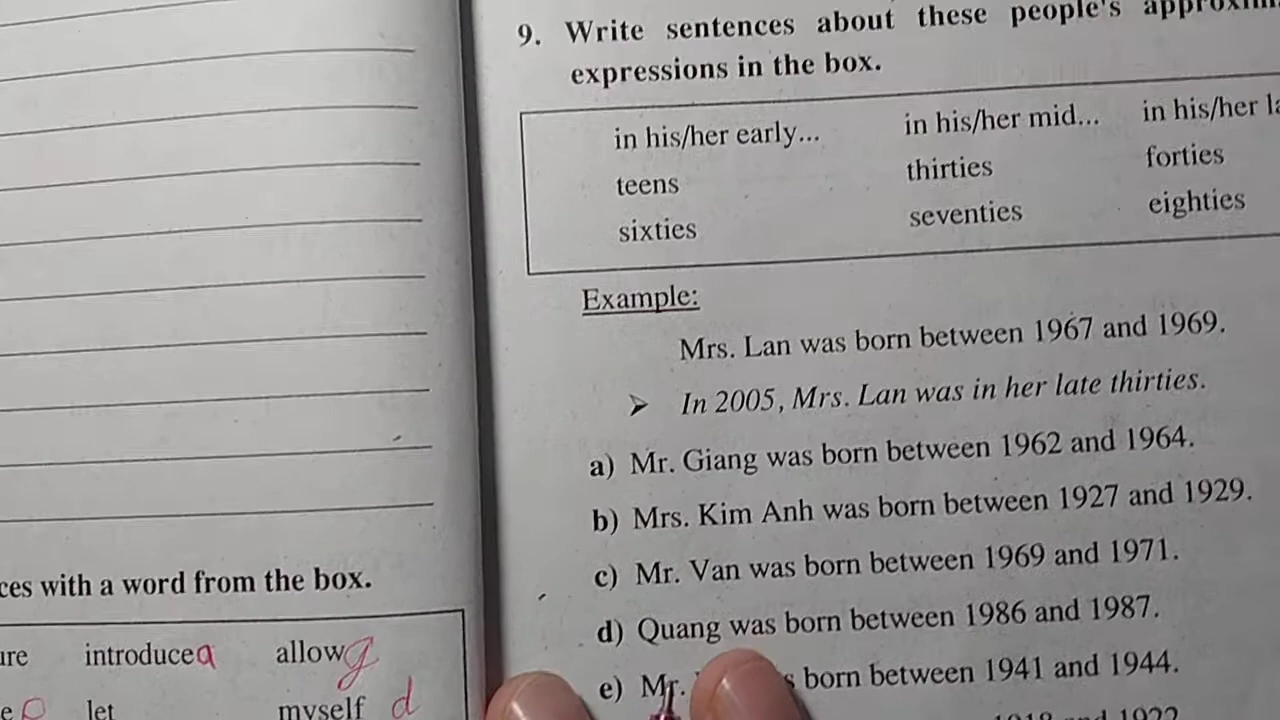 ces with a word from the box.
introduce a allow g
let myself d
9. Write sentences about these people's
expressions in the box.
in his/her early... in his/her mid... in his/her
teens thirties forties
sixties seventies eighties
Example:
Mrs. Lan was born between 1967 and 1969.
➢ In 2005, Mrs. Lan was in her late thirties.
a) Mr. Giang was born between 1962 and 1964.
b) Mrs. Kim Anh was born between 1927 and 1929.
c) Mr. Van was born between 1969 and 1971.
d) Quang was born between 1986 and 1987.
e) Mr. born between 1941 and 1944.